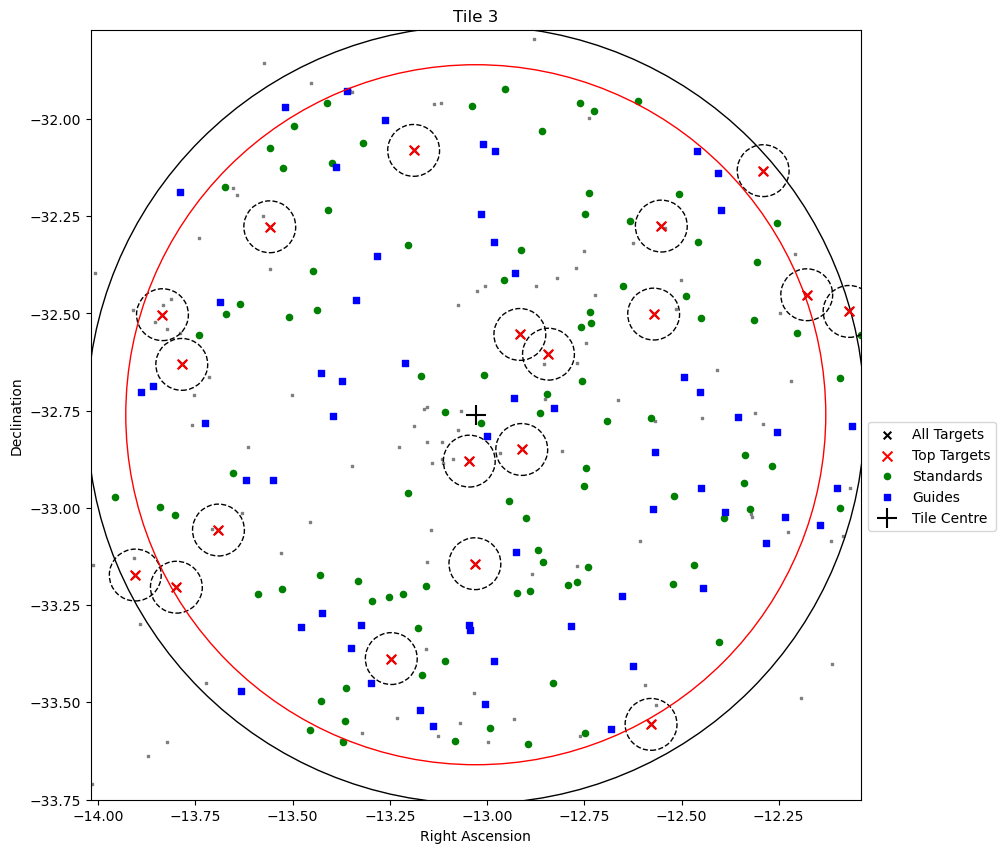 Tile 3
−32.00
−32.25
−32.50
−32.75
−33.00
−33.25
−33.50
−33.75
Declination
−14.00 −13.75 −13.50 −13.25 −13.00 −12.75 −12.50 −12.25
Right Ascension
All Targets
Top Targets
Standards
Guides
Tile Centre